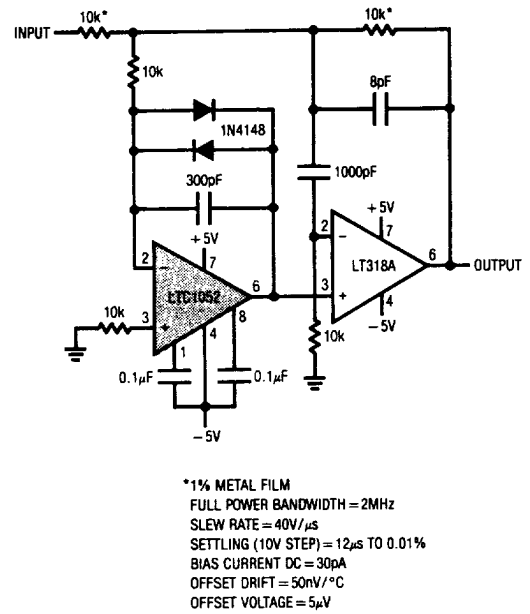 10k*
10k*
INPUT
10k
8pF
1N4148
300pF
1000pF
+5V
+5V
2
7
2
7
LTC1052
6
LT318A
6
OUTPUT
10k
3
3
8
4
1
4
10k
-5V
0.1µF
0.1µF
-5V
*1% METAL FILM
FULL POWER BANDWIDTH = 2MHz
SLEW RATE = 40V/µs
SETTLING (10V STEP) = 12µs TO 0.01%
BIAS CURRENT DC = 30pA
OFFSET DRIFT = 50nV/°C
OFFSET VOLTAGE = 5µV